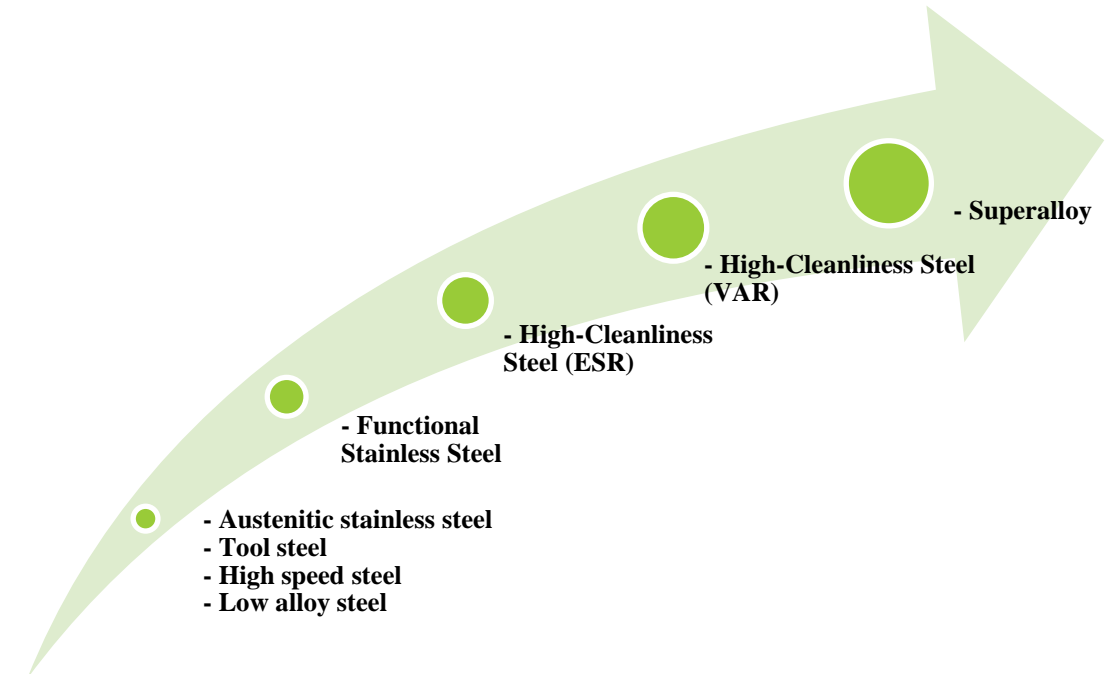 - Superalloy
- High-Cleanliness Steel
(VAR)
- High-Cleanliness
Steel (ESR)
- Functional
Stainless Steel
- Austenitic stainless steel
- Tool steel
- High speed steel
- Low alloy steel